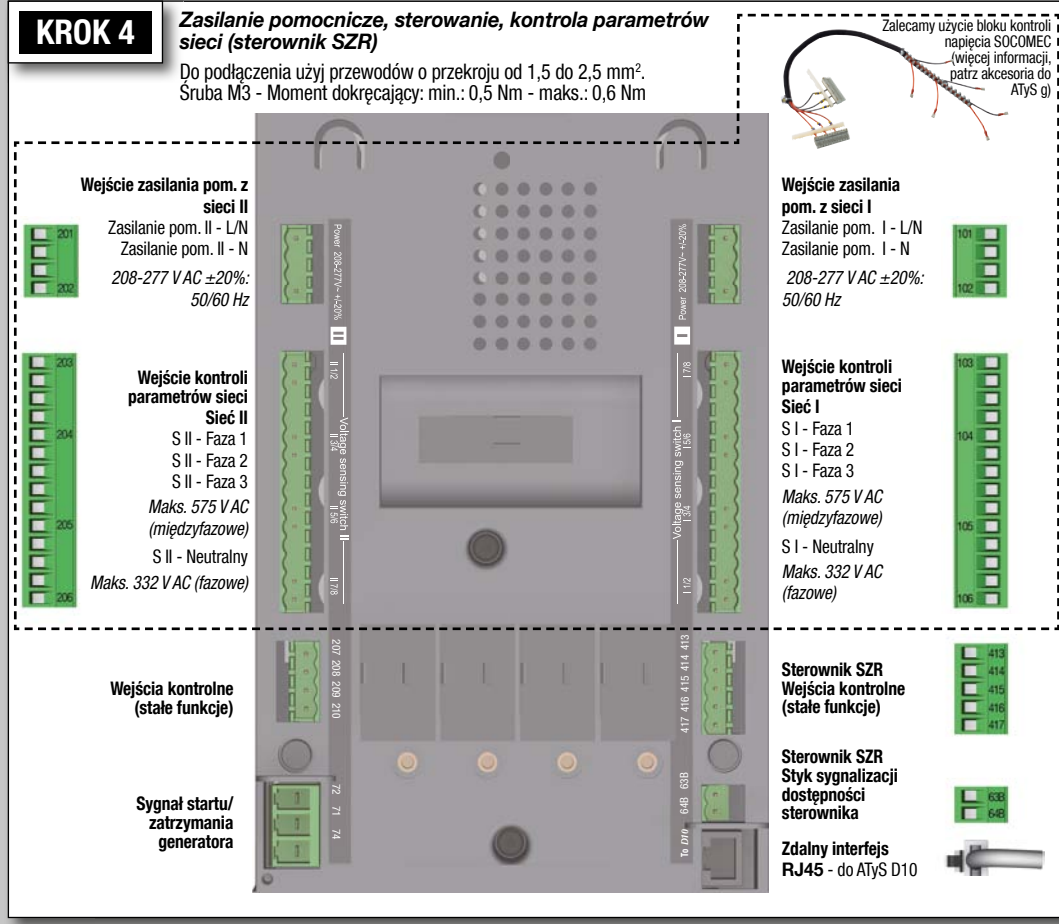 KROK 4
Zasilanie pomocnicze, sterowanie, kontrola parametrów
sieci (sterownik SZR)
Do podłączenia użyj przewodów o przekroju od 1,5 do 2,5 mm².
Śruba M3 - Moment dokręcający: min.: 0,5 Nm - maks.: 0,6 Nm
Zalecamy użycie bloku kontroli
napięcia SOCOMEC
(więcej informacji,
patrz akcesoria do
ATyS g)
Wejście zasilania pom. z
sieci II
Zasilanie pom. II - L/N
Zasilanie pom. II - N
208-277 V AC ±20%:
50/60 Hz
201
202
Power 208-277V~ +/-20%
II
Power 208-277V~ +/-20%
I
Wejście zasilania
pom. z sieci I
Zasilanie pom. I - L/N
Zasilanie pom. I - N
208-277 V AC ±20%:
50/60 Hz
101
102
203
204
205
206
Wejście kontroli
parametrów sieci
Sieć II
S II - Faza 1
S II - Faza 2
S II - Faza 3
Maks. 575 V AC
(międzyfazowe)
S II - Neutralny
Maks. 332 V AC (fazowe)
II 1/2
II 3/4
II 5/6
II 7/8
Voltage sensing switch II
I 7/8
I 5/6
I 3/4
I 1/2
Voltage sensing switch I
Wejście kontroli
parametrów sieci
Sieć I
S I - Faza 1
S I - Faza 2
S I - Faza 3
Maks. 575 V AC
(międzyfazowe)
S I - Neutralny
Maks. 332 V AC
(fazowe)
103
104
105
106
Wejścia kontrolne
(stałe funkcje)
207 208 209 210
417 416 415 414 413
Sterownik SZR
Wejścia kontrolne
(stałe funkcje)
413
414
415
416
417
Sygnał startu/
zatrzymania
generatora
72
71
74
64B 63B
To D10
Sterownik SZR
Styk sygnalizacji
dostępności
sterownika
63B
64B
Zdalny interfejs
RJ45 - do ATyS D10